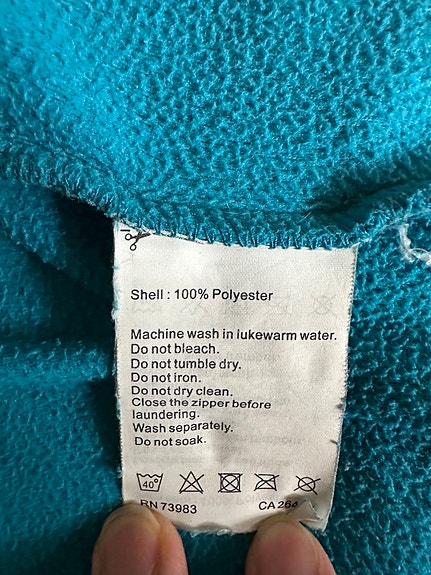 Shell : 100% Polyester
Machine wash in lukewarm water.
Do not bleach.
Do not tumble dry.
Do not iron.
Do not dry clean.
Close the zipper before
laundering.
Wash separately.
Do not soak.
40°
RN 73983 CA